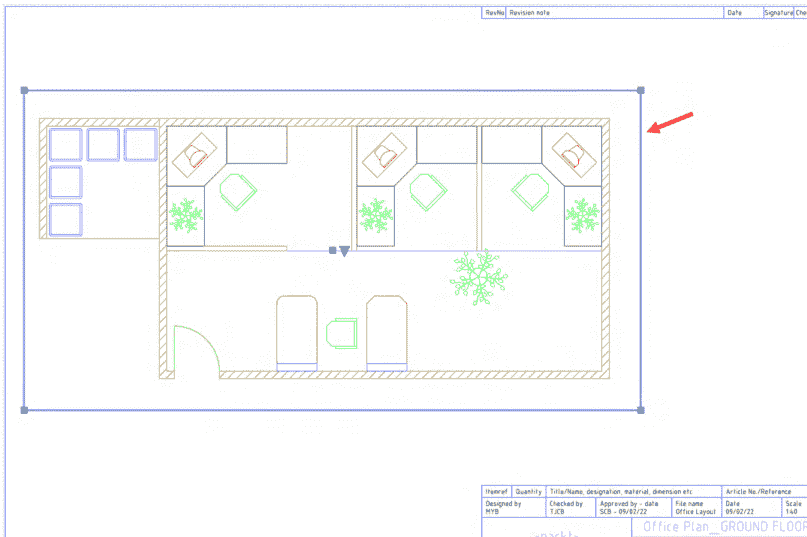 RevNo Revision note Date Signature Che
Itemref Quantity Title/Name, designation, material, dimension etc Article No./Reference
Designed by Checked by Approved by - date File name Date Scale
MYB TJCB SCB - 09/02/22 Office Layout 09/02/22 1:40
Office Plan_ GROUND FLOOR